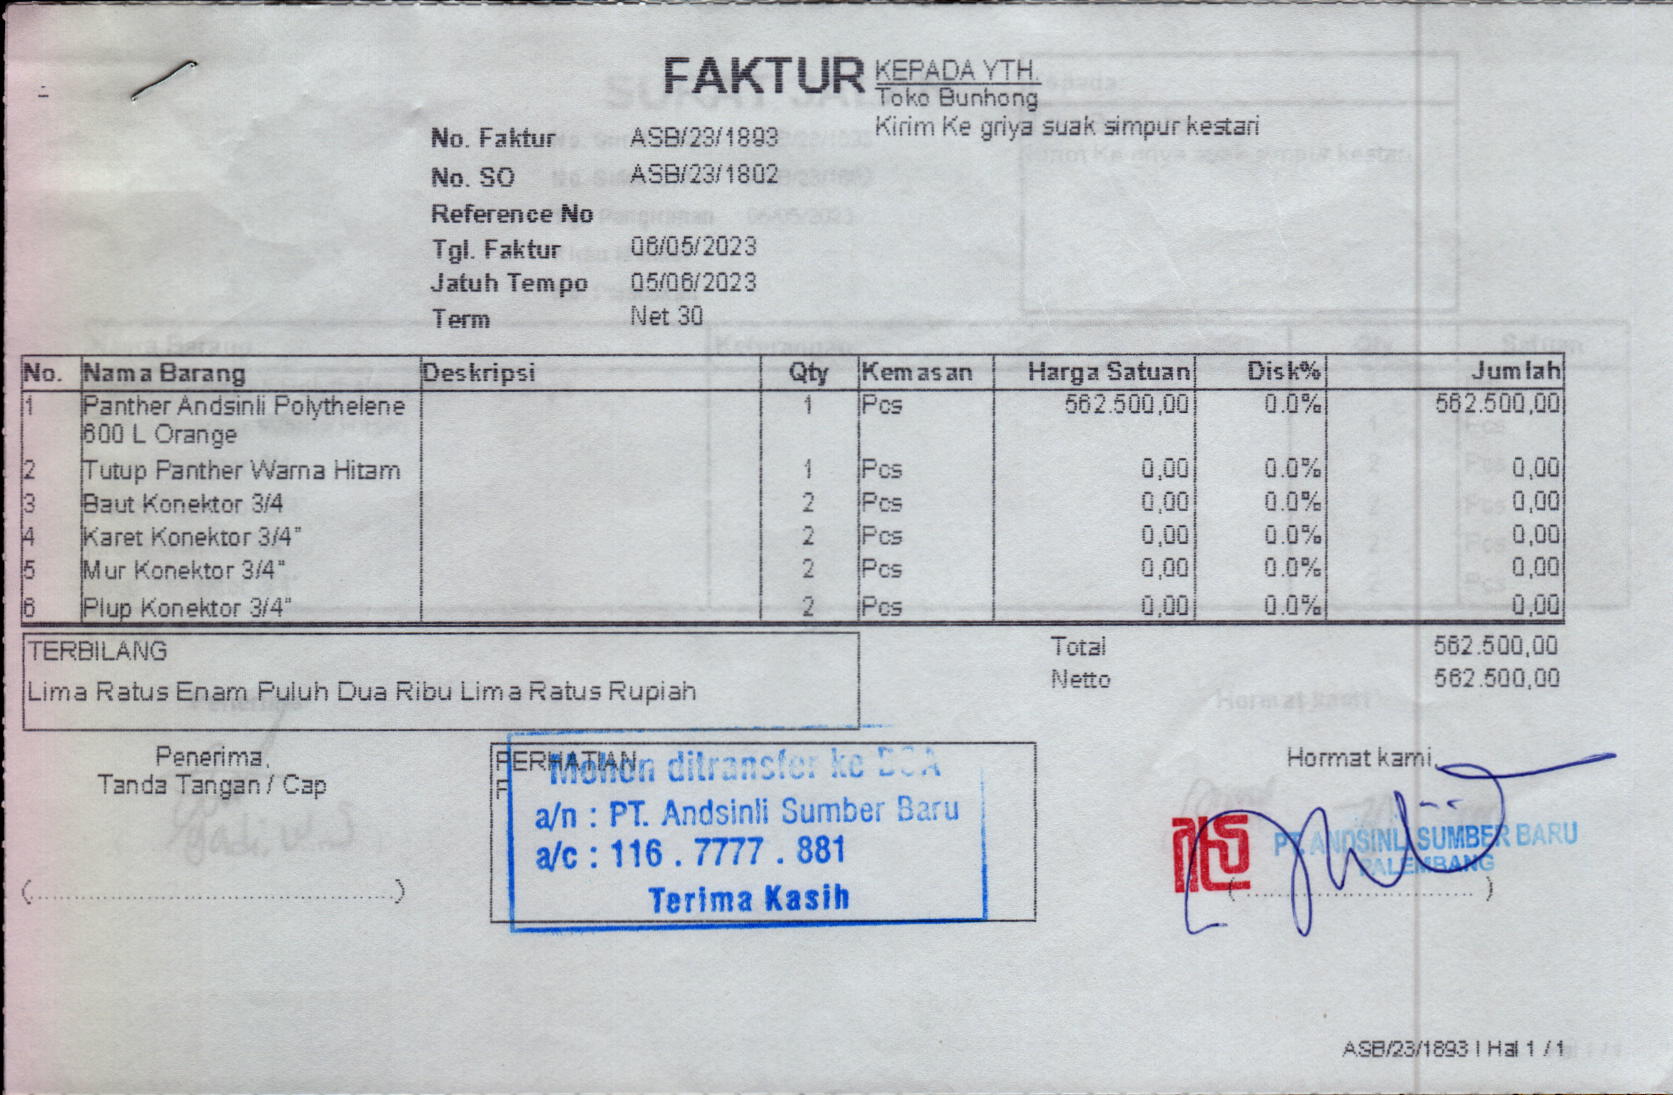 FAKTUR
KEPADA YTH.
Toko Bunhong
Kirim Ke griya suak simpur kestari
No. Faktur ASB/23/1893
No. SO ASB/23/1802
Reference No
Tgl. Faktur 06/05/2023
Jatuh Tempo 05/06/2023
Term Net 30
No. Nama Barang Deskripsi Qty Kemasan Harga Satuan Disk% Jumlah
1 Panther Andsinli Polythelene 1 Pcs 562.500,00 0.0% 562.500,00
600 L Orange
2 Tutup Panther Warna Hitam 1 Pcs 0,00 0.0% 0,00
3 Baut Konektor 3/4 2 Pcs 0,00 0.0% 0,00
4 Karet Konektor 3/4" 2 Pcs 0,00 0.0% 0,00
5 Mur Konektor 3/4" 2 Pcs 0,00 0.0% 0,00
6 Plup Konektor 3/4" 2 Pcs 0,00 0.0% 0,00
TERBILANG
Lima Ratus Enam Puluh Dua Ribu Lima Ratus Rupiah
Total 562.500,00
Netto 562.500,00
Penerima,
Tanda Tangan / Cap
(........................................)
PERHATIAN
Mohon ditransfer ke BCA
a/n : PT. Andsinli Sumber Baru
a/c : 116 . 7777 . 881
Terima Kasih
Hormat kami,
PT. ANDSINLI SUMBER BARU
PALEMBANG
(........................................)
ASB/23/1893 | Hal 1 / 1